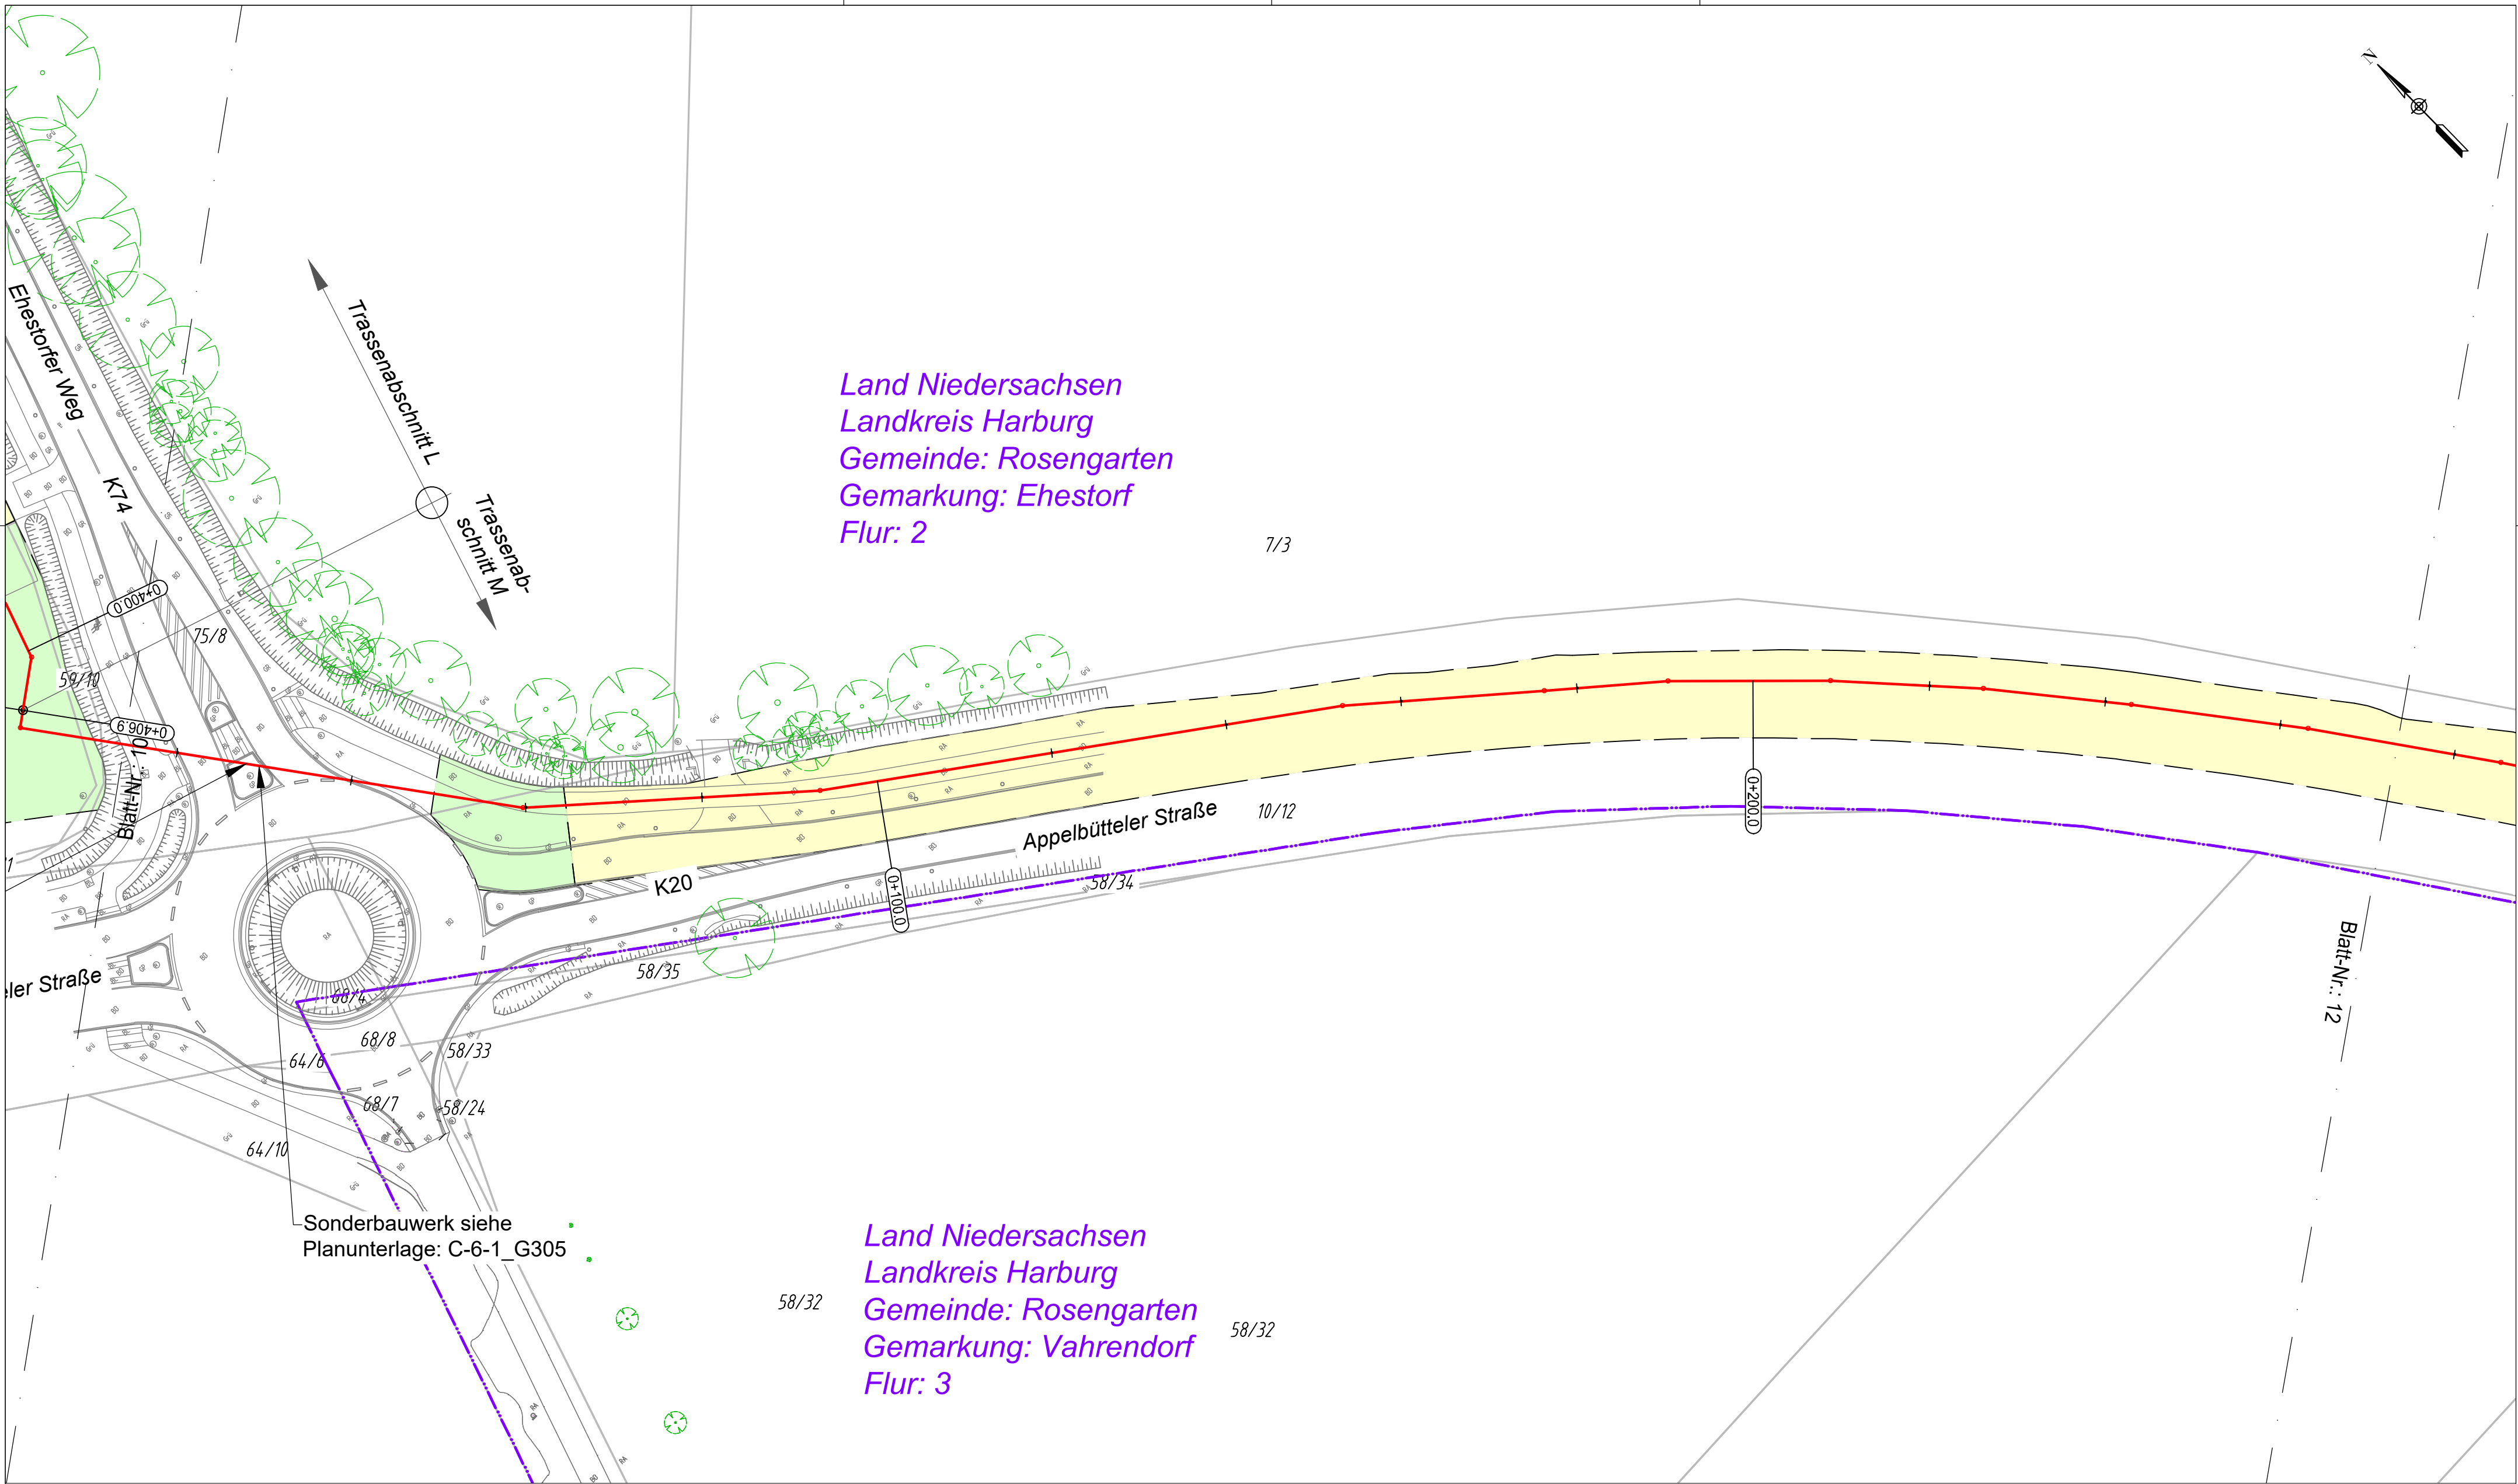 N
Ehestorfer Weg
K74
Trassenabschnitt L
Trassenab-
schnitt M
Land Niedersachsen
Landkreis Harburg
Gemeinde: Rosengarten
Gemarkung: Ehestorf
Flur: 2
7/3
0+400.0
75/8
59/10
0+406.9
Blatt-Nr.: 10
0+200.0
Appelbütteler Straße
10/12
K20
0+100.0
58/34
58/35
eler Straße
68/4
68/8
64/6
58/33
68/7
58/24
64/10
Blatt-Nr.: 12
Sonderbauwerk siehe
Planunterlage: C-6-1_G305
58/32
Land Niedersachsen
Landkreis Harburg
Gemeinde: Rosengarten
Gemarkung: Vahrendorf
Flur: 3
58/32